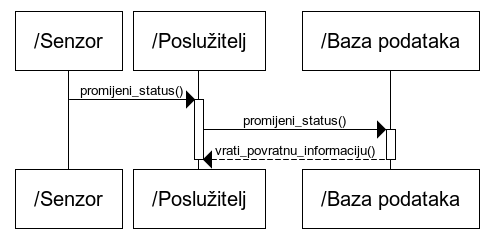 /Senzor
/Poslužitelj
/Baza podataka
promijeni_status()
promijeni_status()
vrati_povratnu_informaciju()
/Senzor
/Poslužitelj
/Baza podataka